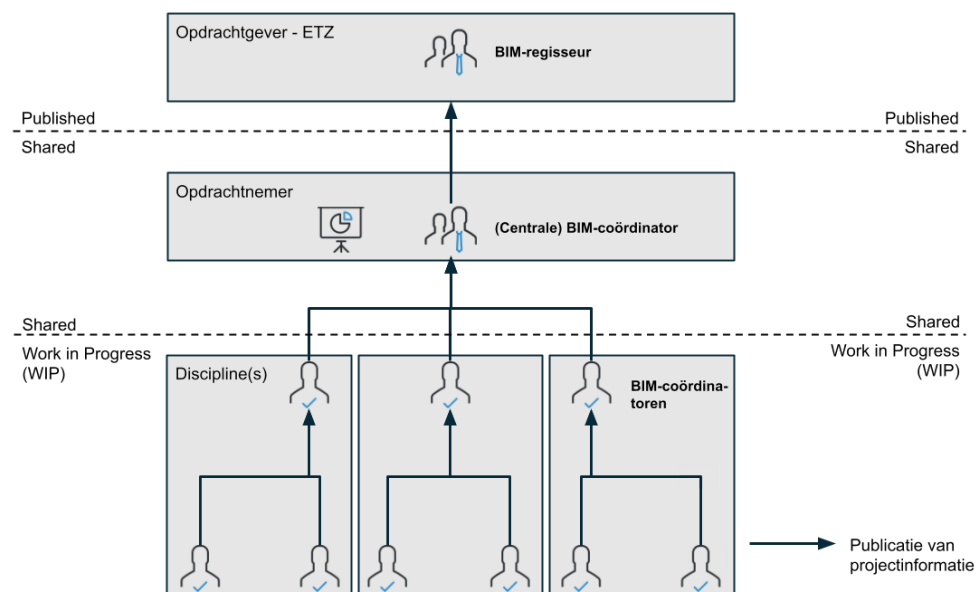 Opdrachtgever - ETZ
BIM-regisseur
Published
Published
Shared
Shared
Opdrachtnemer
(Centrale) BIM-coördinator
Shared
Shared
Work in Progress
(WIP)
Work in Progress
(WIP)
Discipline(s)
BIM-coördina-
toren
Publicatie van
projectinformatie